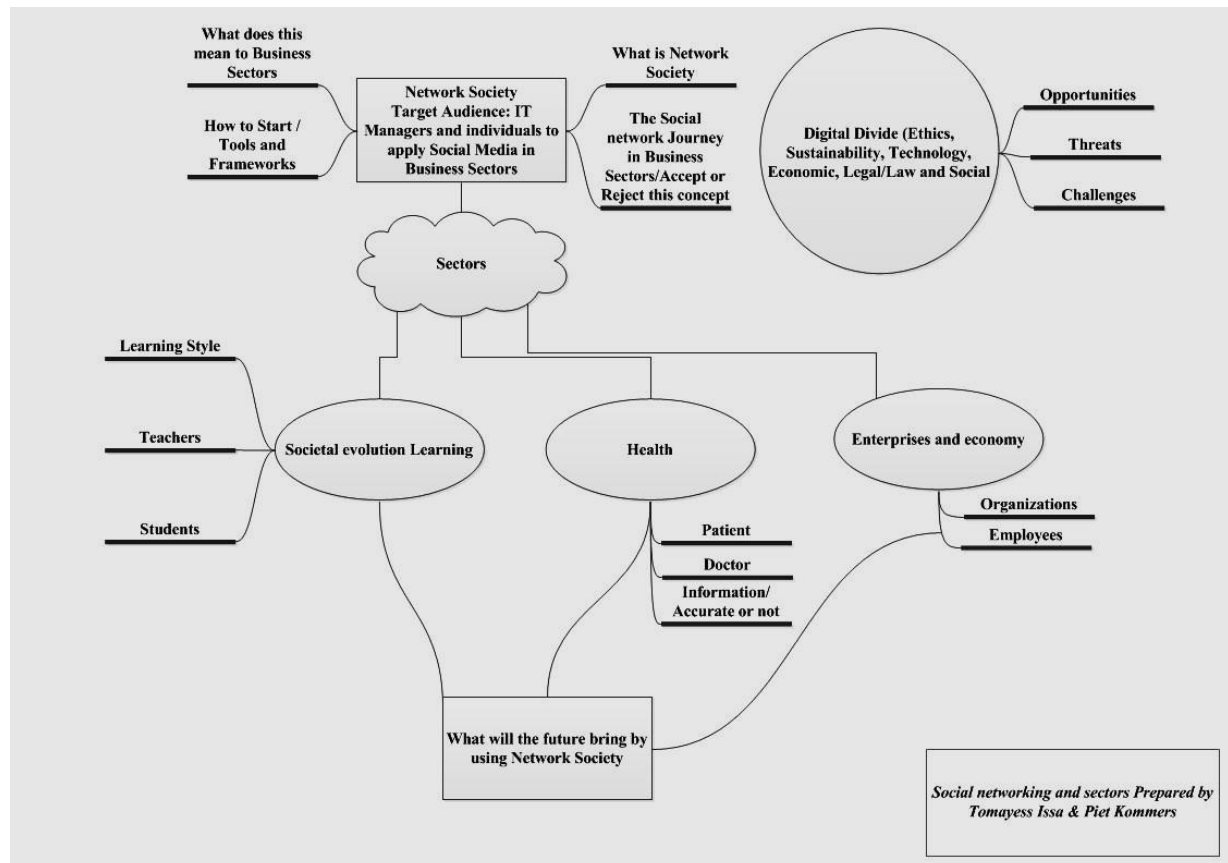 What does this
mean to Business
Sectors
How to Start /
Tools and
Frameworks
Network Society
Target Audience: IT
Managers and individuals to
apply Social Media in
Business Sectors
What is Network
Society
The Social
network Journey
in Business
Sectors/Accept or
Reject this concept
Digital Divide (Ethics,
Sustainability, Technology,
Economic, Legal/Law and Social
Opportunities
Threats
Challenges
Sectors
Learning Style
Teachers
Students
Societal evolution Learning
Health
Enterprises and economy
Patient
Doctor
Information/
Accurate or not
Organizations
Employees
What will the future bring by
using Network Society
Social networking and sectors Prepared by
Tomayess Issa & Piet Kommers